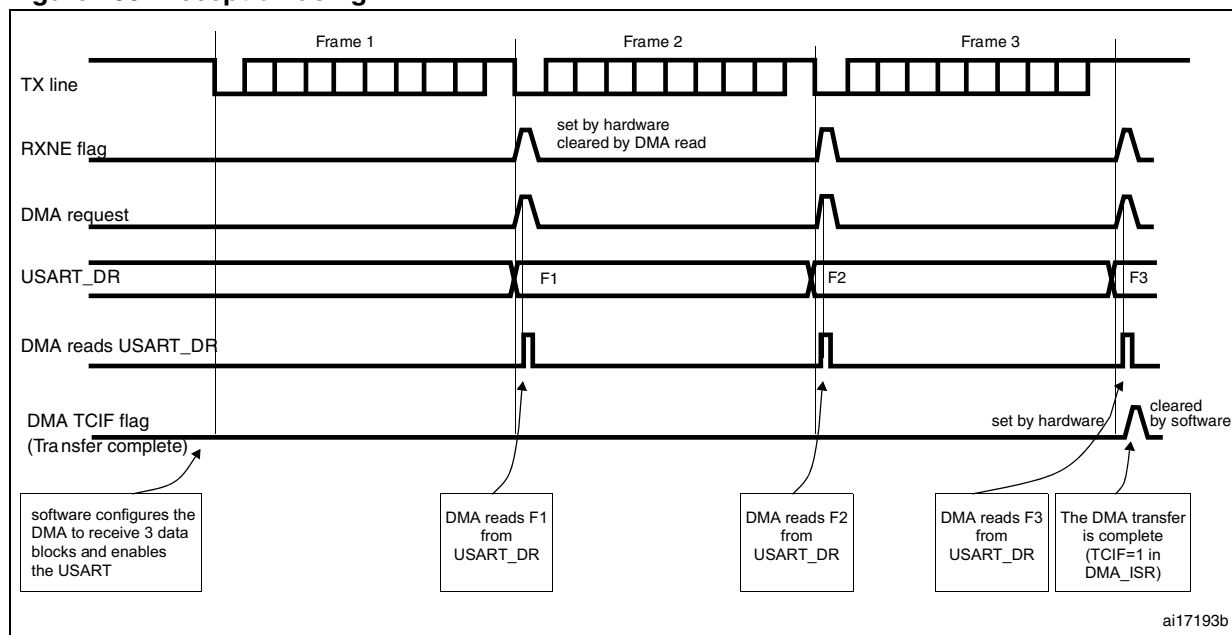 Frame 1
Frame 2
Frame 3
TX line
set by hardware
cleared by DMA read
RXNE flag
DMA request
USART_DR
F1
F2
F3
DMA reads USART_DR
DMA TCIF flag
(Transfer complete)
set by hardware
cleared
by software
software configures the
DMA to receive 3 data
blocks and enables
the USART
DMA reads F1
from
USART_DR
DMA reads F2
from
USART_DR
DMA reads F3
from
USART_DR
The DMA transfer
is complete
(TCIF=1 in
DMA_ISR)
ai17193b